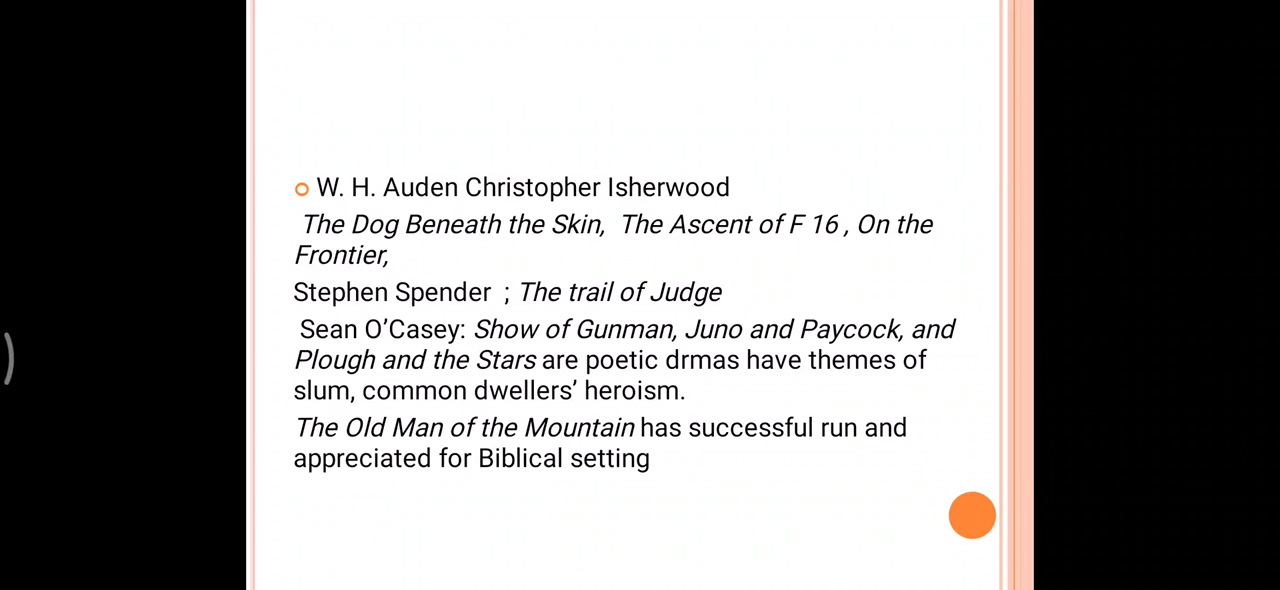 W. H. Auden Christopher Isherwood
The Dog Beneath the Skin,  The Ascent of F 16 , On the
Frontier,
Stephen Spender  ; The trail of Judge
Sean O’Casey: Show of Gunman, Juno and Paycock, and
Plough and the Stars are poetic drmas have themes of
slum, common dwellers’ heroism.
The Old Man of the Mountain has successful run and
appreciated for Biblical setting